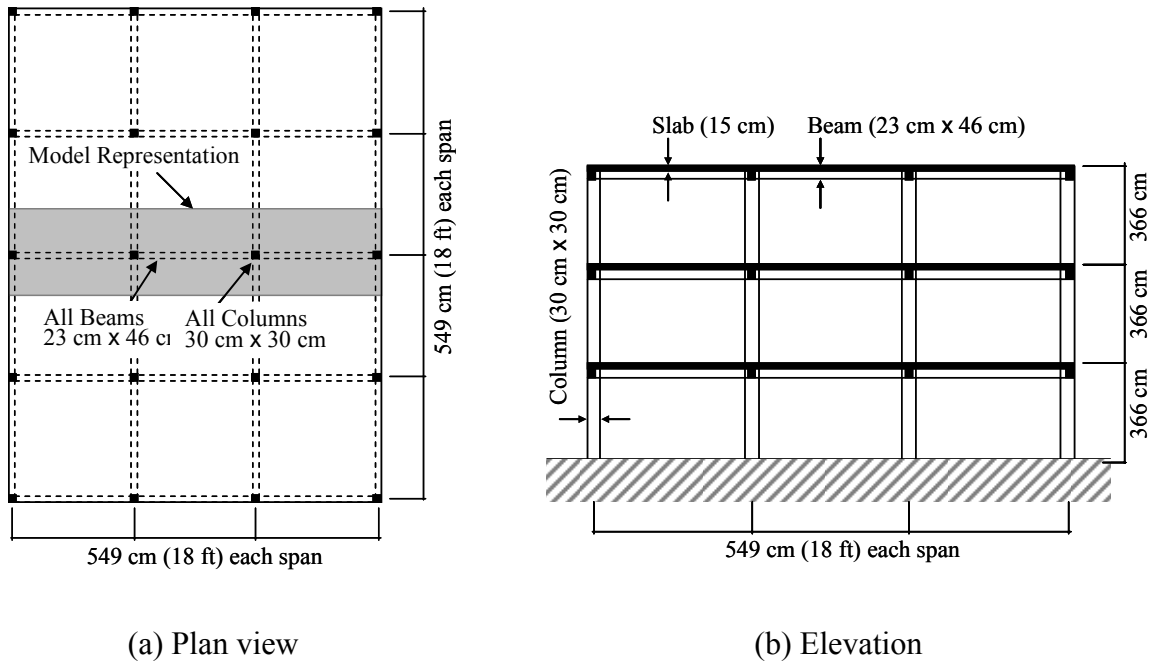 Model Representation
All Beams
23 cm x 46 c
All Columns
30 cm x 30 cm
549 cm (18 ft) each span
549 cm (18 ft) each span
(a) Plan view
Slab (15 cm)
Beam (23 cm x 46 cm)
Column (30 cm x 30 cm)
366 cm
366 cm
366 cm
549 cm (18 ft) each span
(b) Elevation